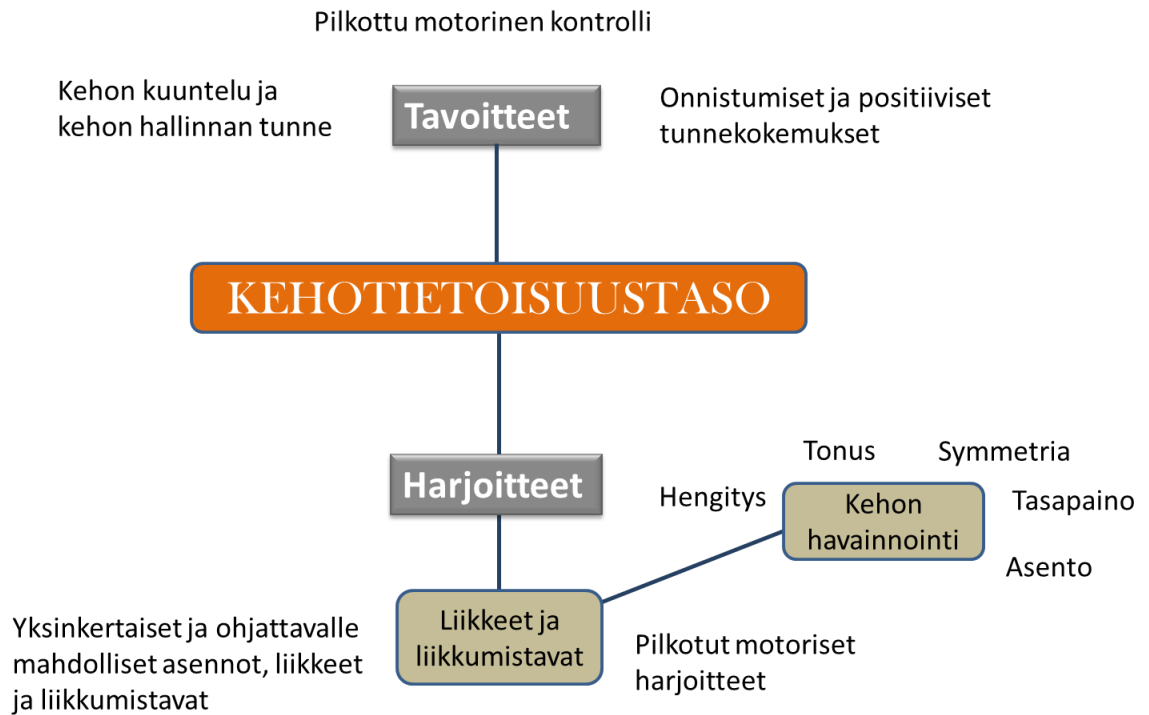 Pilkottu motorinen kontrolli
Kehon kuuntelu ja
kehon hallinnan tunne
Tavoitteet
Onnistumiset ja positiiviset
tunnekokemukset
KEHOTIETOISUUSTASO
Harjoitteet
Tonus
Symmetria
Hengitys
Kehon
havainnointi
Tasapaino
Asento
Yksinkertaiset ja ohjattavalle
mahdolliset asennot, liikkeet
ja liikkumistavat
Liikkeet ja
liikkumistavat
Pilkotut motoriset
harjoitteet